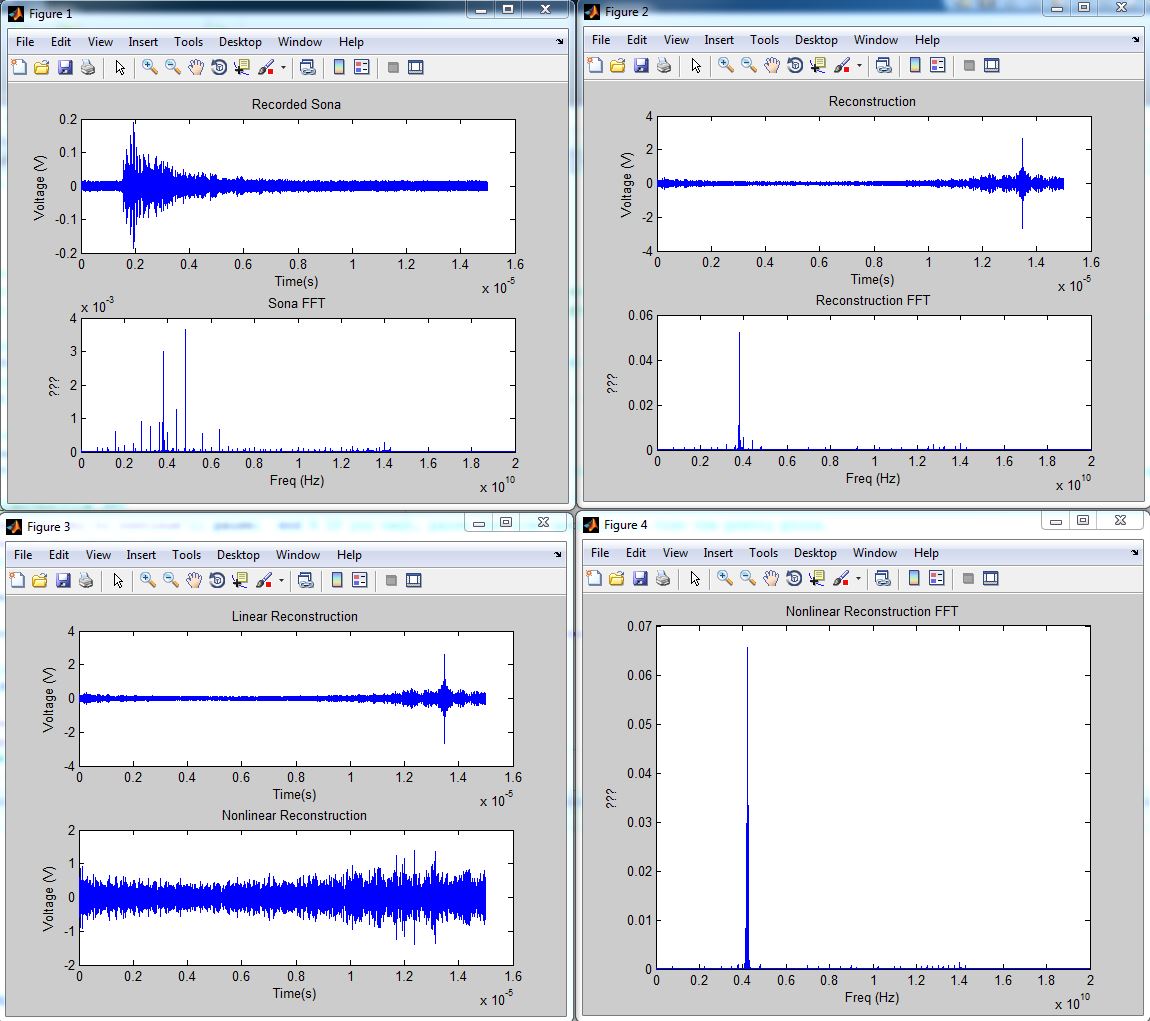 Figure 1
File Edit View Insert Tools Desktop Window Help
Recorded Sona
0.2
0.1
0
-0.1
-0.2
Voltage (V)
0 0.2 0.4 0.6 0.8 1 1.2 1.4 1.6
Time(s)
x 10-5
Sona FFT
x 10-3
4
3
2
1
0
???
0 0.2 0.4 0.6 0.8 1 1.2 1.4 1.6 1.8 2
Freq (Hz)
x 1010
Figure 2
File Edit View Insert Tools Desktop Window Help
Reconstruction
4
2
0
-2
-4
Voltage (V)
0 0.2 0.4 0.6 0.8 1 1.2 1.4 1.6
Time(s)
x 10-5
Reconstruction FFT
0.06
0.04
0.02
0
???
0 0.2 0.4 0.6 0.8 1 1.2 1.4 1.6 1.8 2
Freq (Hz)
x 1010
Figure 3
File Edit View Insert Tools Desktop Window Help
Linear Reconstruction
4
2
0
-2
-4
Voltage (V)
0 0.2 0.4 0.6 0.8 1 1.2 1.4 1.6
Time(s)
x 10-5
Nonlinear Reconstruction
2
1
0
-1
-2
Voltage (V)
0 0.2 0.4 0.6 0.8 1 1.2 1.4 1.6
Time(s)
x 10-5
Figure 4
File Edit View Insert Tools Desktop Window Help
Nonlinear Reconstruction FFT
0.07
0.06
0.05
0.04
0.03
0.02
0.01
0
???
0 0.2 0.4 0.6 0.8 1 1.2 1.4 1.6 1.8 2
Freq (Hz)
x 1010